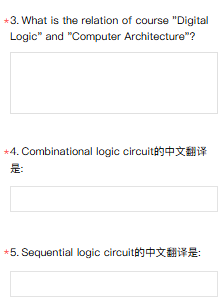 *3. What is the relation of course "Digital
Logic" and "Computer Architecture"?
*4. Combinational logic circuit的中文翻译
是:
*5. Sequential logic circuit的中文翻译是: